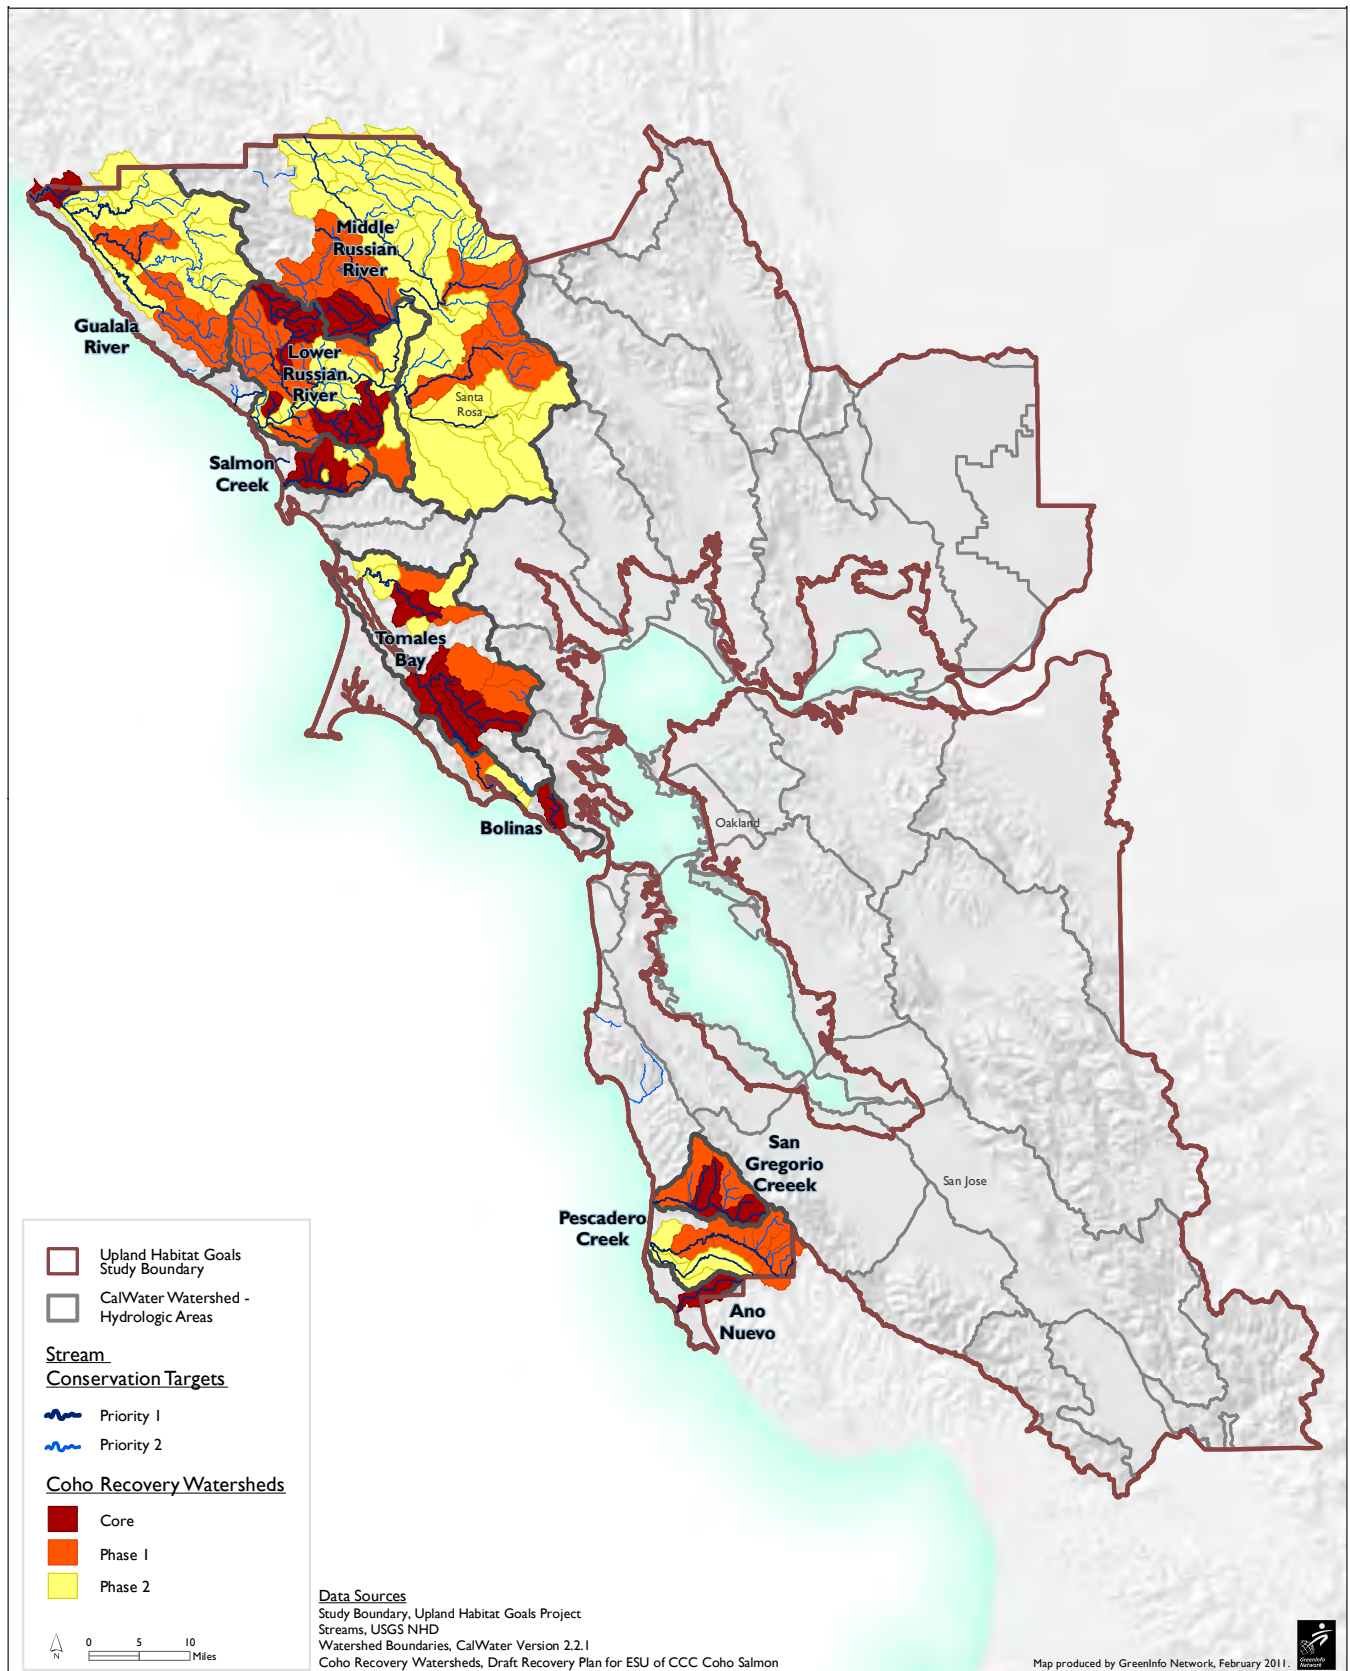 Middle
Russian
River
Gualala
River
Lower
Russian
River
Santa
Rosa
Salmon
Creek
Tomales
Bay
Bolinas
Oakland
San
Gregorio
Creeek
San Jose
Pescadero
Creek
Ano
Nuevo
Upland Habitat Goals
Study Boundary
CalWater Watershed -
Hydrologic Areas
Stream
Conservation Targets
Priority 1
Priority 2
Coho Recovery Watersheds
Core
Phase 1
Phase 2
N
0 5 10
Miles
Data Sources
Study Boundary, Upland Habitat Goals Project
Streams, USGS NHD
Watershed Boundaries, CalWater Version 2.2.1
Coho Recovery Watersheds, Draft Recovery Plan for ESU of CCC Coho Salmon
Map produced by GreenInfo Network, February 2011.
GreenInfo
Network